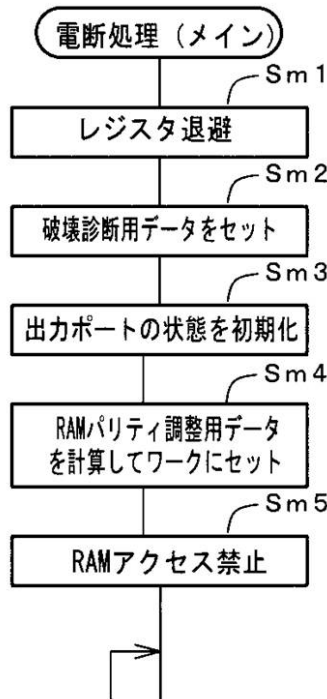 電断処理（メイン）
Sm1
レジスタ退避
Sm2
破壊診断用データをセット
Sm3
出力ポートの状態を初期化
Sm4
RAMパリティ調整用データ
を計算してワークにセット
Sm5
RAMアクセス禁止